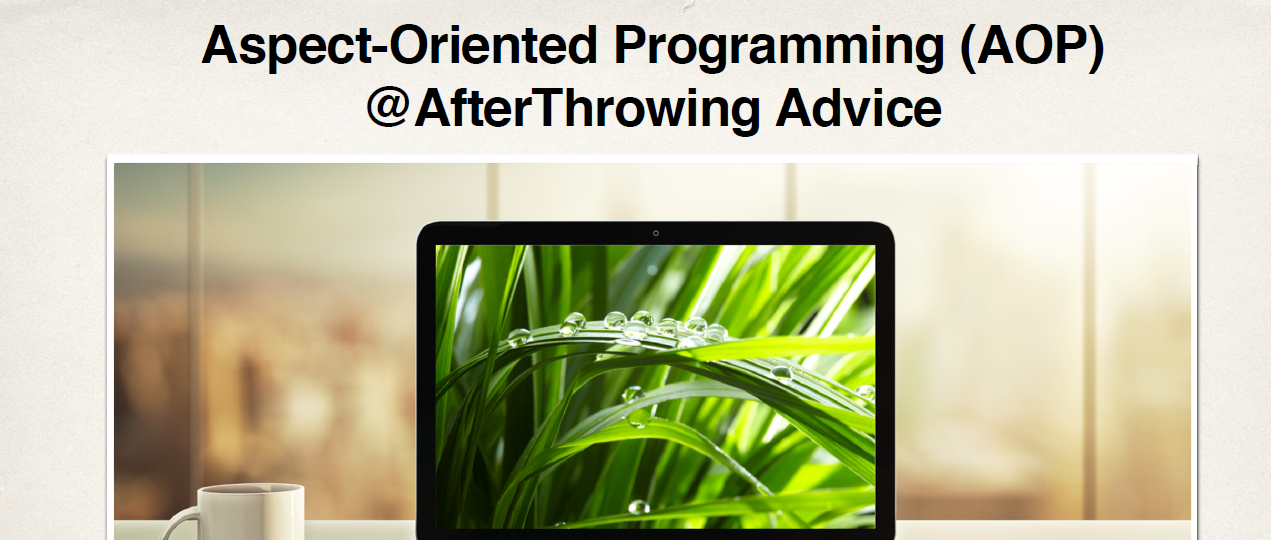 Aspect-Oriented Programming (AOP)
@AfterThrowing Advice